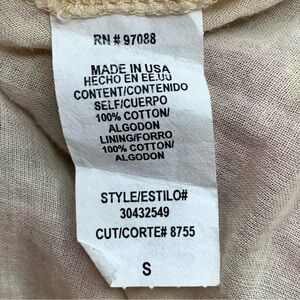 RN # 97088
MADE IN USA
HECHO EN EE.UU
CONTENT/CONTENIDO
SELF/CUERPO
100% COTTON/
ALGODON
LINING/FORRO
100% COTTON/
ALGODON
STYLE/ESTILO#
30432549
CUT/CORTE# 8755
S